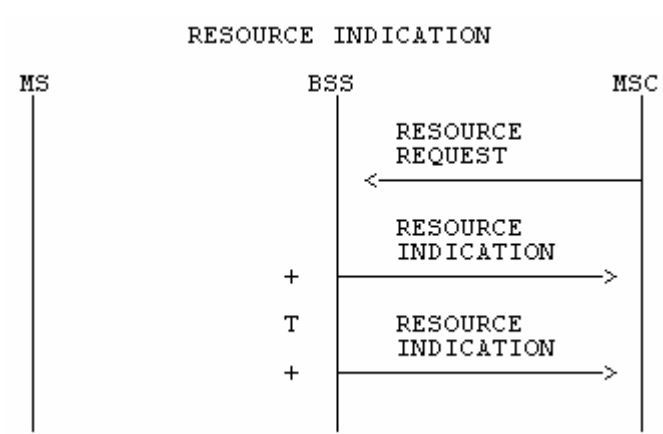 RESOURCE INDICATION
MS BSS MSC
RESOURCE
REQUEST
RESOURCE
INDICATION
+
T RESOURCE
INDICATION
+